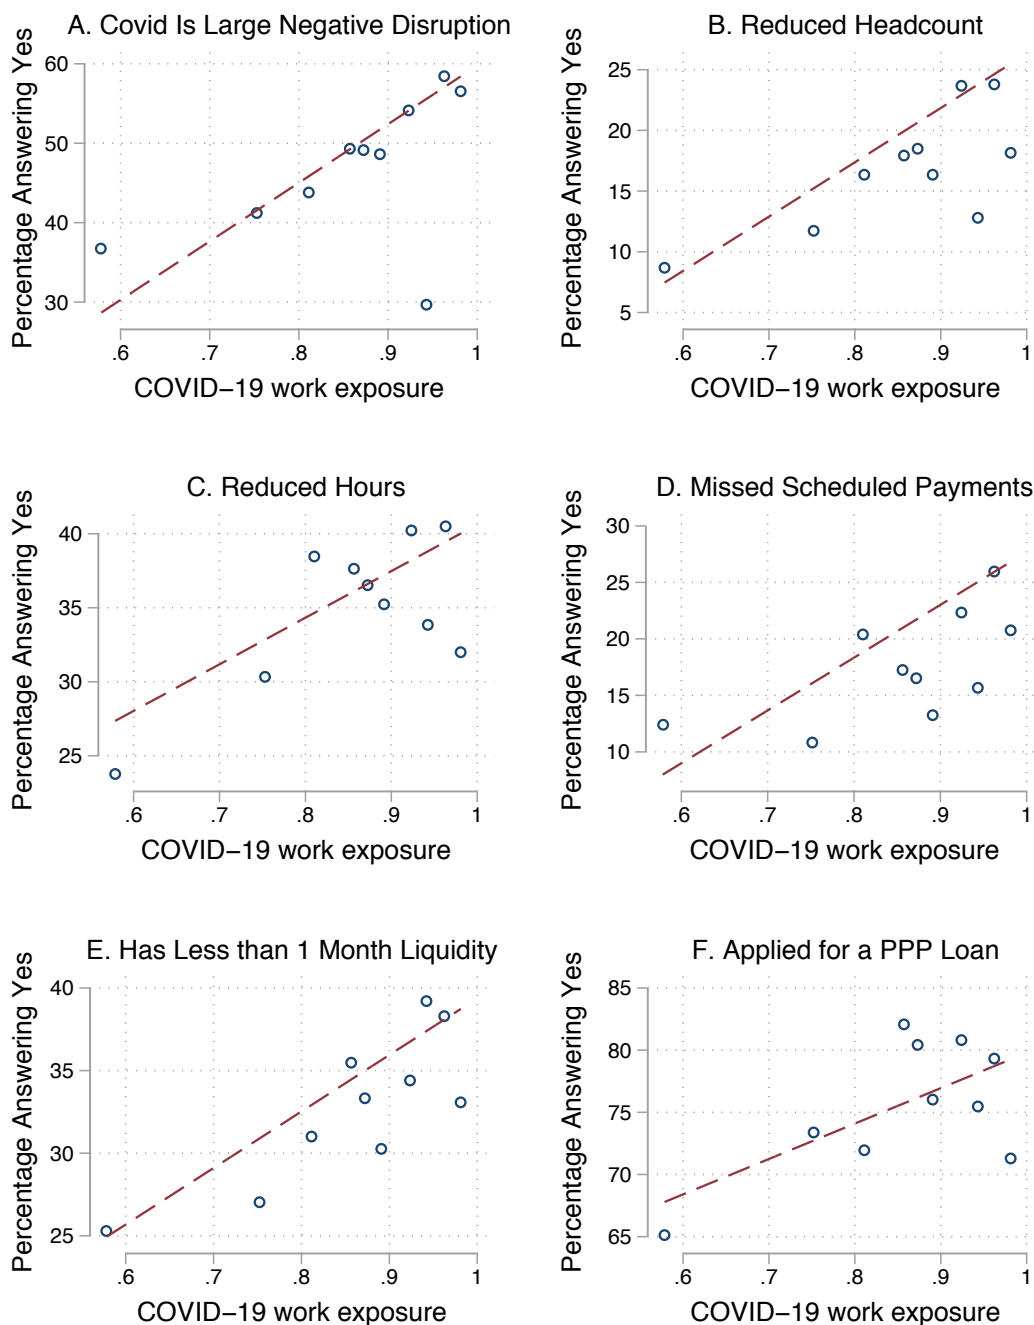 A. Covid Is Large Negative Disruption
Percentage Answering Yes
60
50
40
30
.6 .7 .8 .9 1
COVID−19 work exposure
B. Reduced Headcount
Percentage Answering Yes
25
20
15
10
5
.6 .7 .8 .9 1
COVID−19 work exposure
C. Reduced Hours
Percentage Answering Yes
40
35
30
25
.6 .7 .8 .9 1
COVID−19 work exposure
D. Missed Scheduled Payments
Percentage Answering Yes
30
25
20
15
10
.6 .7 .8 .9 1
COVID−19 work exposure
E. Has Less than 1 Month Liquidity
Percentage Answering Yes
40
35
30
25
.6 .7 .8 .9 1
COVID−19 work exposure
F. Applied for a PPP Loan
Percentage Answering Yes
85
80
75
70
65
.6 .7 .8 .9 1
COVID−19 work exposure